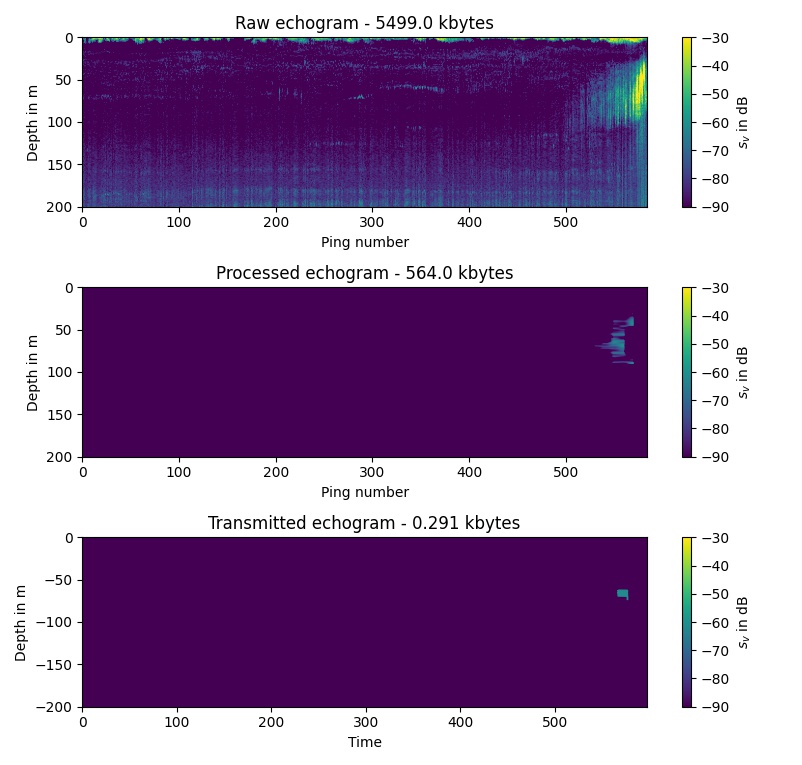 Raw echogram - 5499.0 kbytes
0
50
100
150
200
Depth in m
0 100 200 300 400 500
Ping number
−30
−40
−50
−60
−70
−80
−90
sv in dB
Processed echogram - 564.0 kbytes
0
50
100
150
200
Depth in m
0 100 200 300 400 500
Ping number
−30
−40
−50
−60
−70
−80
−90
sv in dB
Transmitted echogram - 0.291 kbytes
0
−50
−100
−150
−200
Depth in m
0 100 200 300 400 500
Time
−30
−40
−50
−60
−70
−80
−90
sv in dB